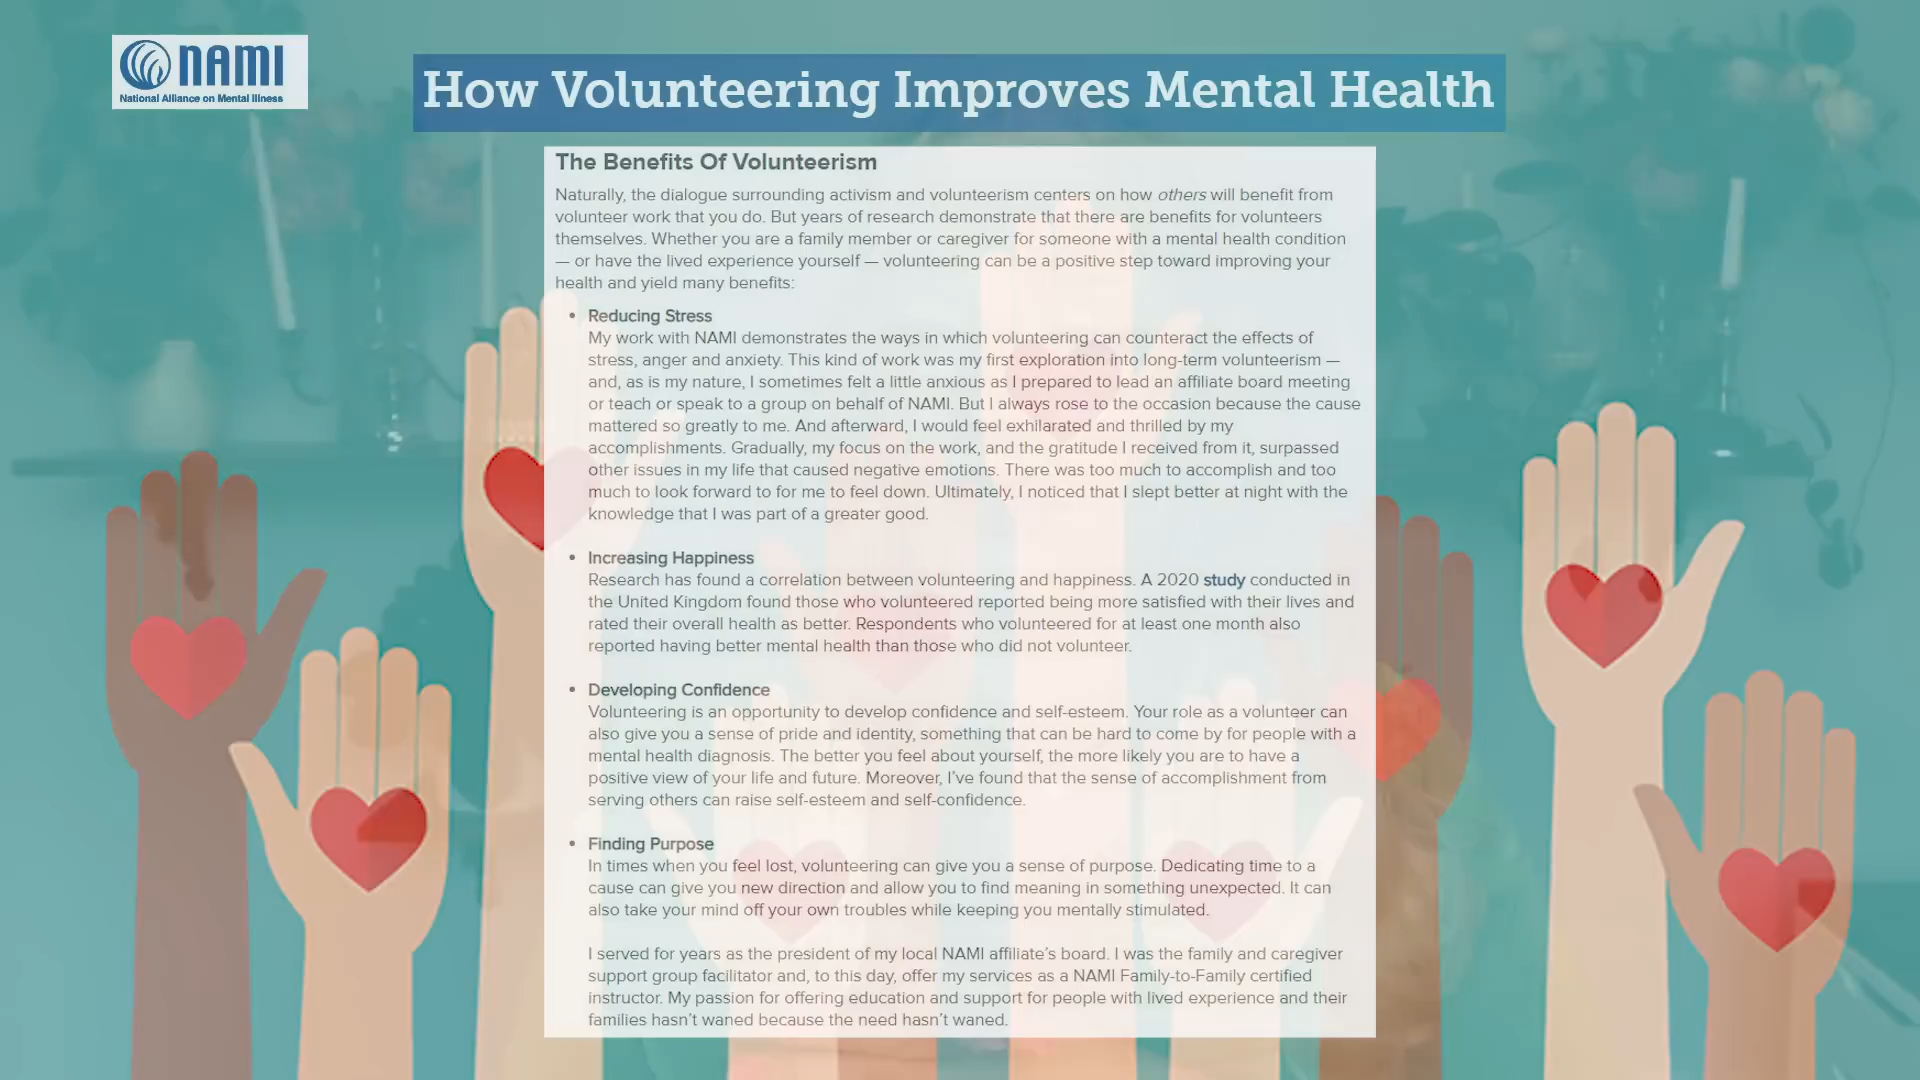 NAMI
National Alliance on Mental Illness
How Volunteering Improves Mental Health
The Benefits Of Volunteerism
Naturally, the dialogue surrounding activism and volunteerism centers on how others will benefit from
volunteer work that you do. But years of research demonstrate that there are benefits for volunteers
themselves. Whether you are a family member or caregiver for someone with a mental health condition
— or have the lived experience yourself — volunteering can be a positive step toward improving your
health and yield many benefits:
• Reducing Stress
My work with NAMI demonstrates the ways in which volunteering can counteract the effects of
stress, anger and anxiety. This kind of work was my first exploration into long-term volunteerism —
and, as is my nature, I sometimes felt a little anxious as I prepared to lead an affiliate board meeting
or teach or speak to a group on behalf of NAMI. But I always rose to the occasion because the cause
mattered so greatly to me. And afterward, I would feel exhilarated and thrilled by my
accomplishments. Gradually, my focus on the work, and the gratitude I received from it, surpassed
other issues in my life that caused negative emotions. There was too much to accomplish and too
much to look forward to for me to feel down. Ultimately, I noticed that I slept better at night with the
knowledge that I was part of a greater good.
• Increasing Happiness
Research has found a correlation between volunteering and happiness. A 2020 study conducted in
the United Kingdom found those who volunteered reported being more satisfied with their lives and
rated their overall health as better. Respondents who volunteered for at least one month also
reported having better mental health than those who did not volunteer.
• Developing Confidence
Volunteering is an opportunity to develop confidence and self-esteem. Your role as a volunteer can
also give you a sense of pride and identity, something that can be hard to come by for people with a
mental health diagnosis. The better you feel about yourself, the more likely you are to have a
positive view of your life and future. Moreover, I've found that the sense of accomplishment from
serving others can raise self-esteem and self-confidence.
• Finding Purpose
In times when you feel lost, volunteering can give you a sense of purpose. Dedicating time to a
cause can give you new direction and allow you to find meaning in something unexpected. It can
also take your mind off your own troubles while keeping you mentally stimulated.
I served for years as the president of my local NAMI affiliate's board. I was the family and caregiver
support group facilitator and, to this day, offer my services as a NAMI Family-to-Family certified
instructor. My passion for offering education and support for people with lived experience and their
families hasn't waned because the need hasn't waned.